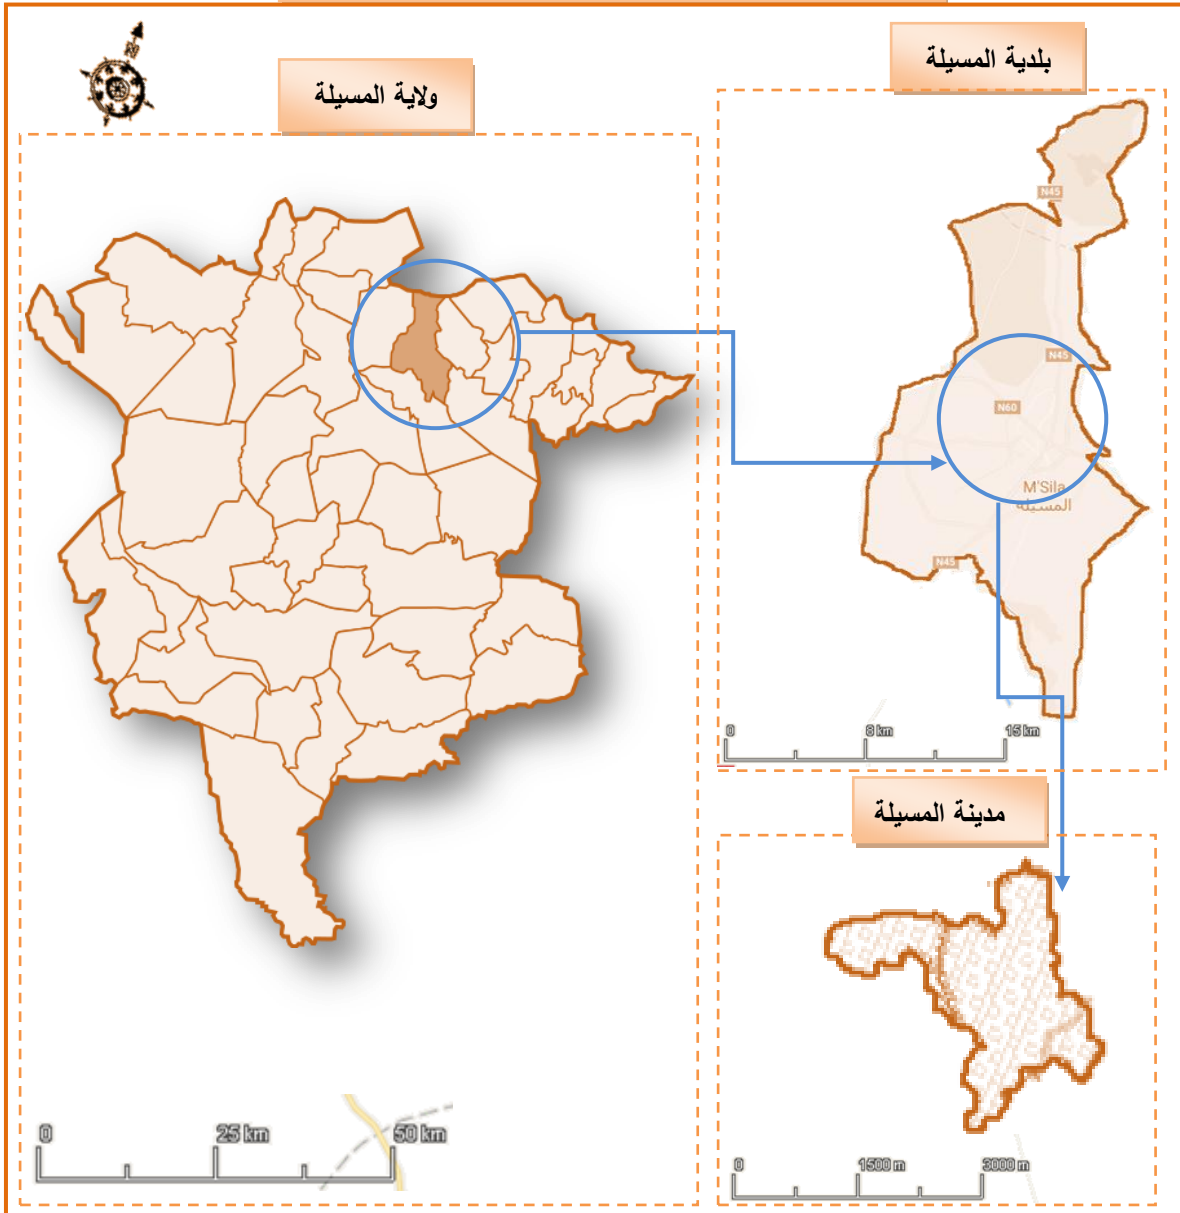 N
ولاية المسيلة
بلدية المسيلة
N45
N45
N60
M'Sila
المسيلة
N45
0 8 km 15 km
مدينة المسيلة
0 25 km 50 km
0 1500 m 3000 m